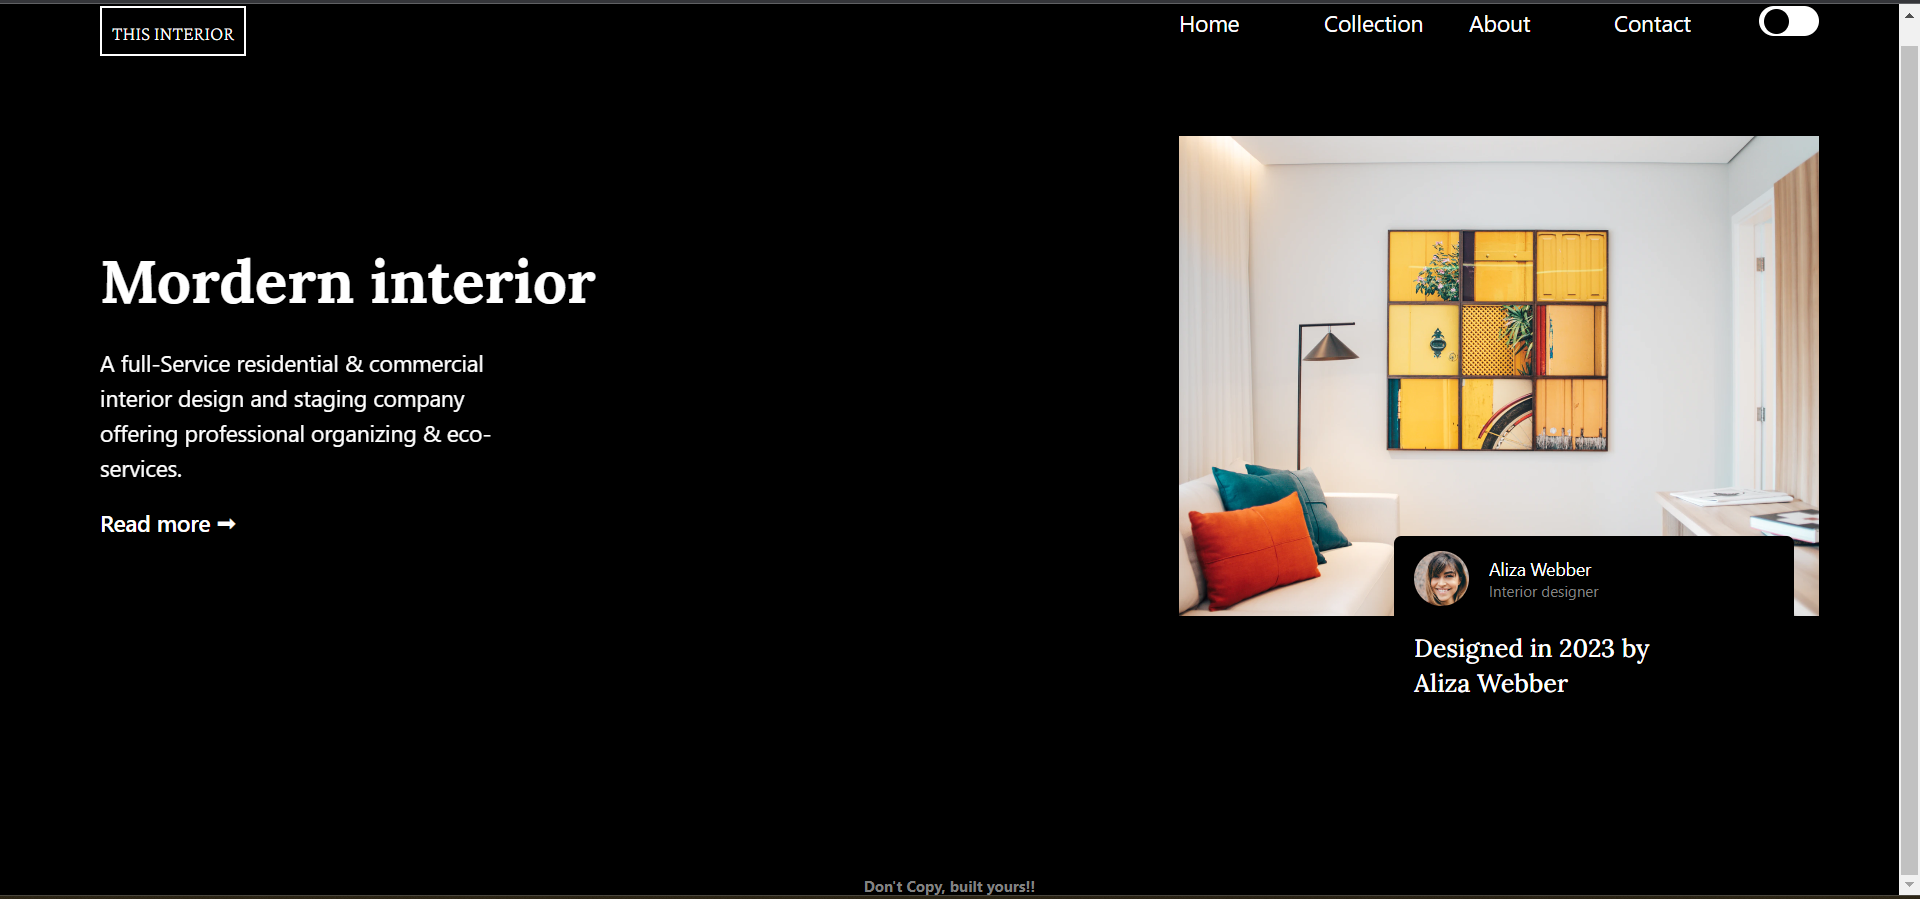 THIS INTERIOR
Home Collection About Contact
Mordern interior
A full-Service residential & commercial
interior design and staging company
offering professional organizing & eco-
services.
Read more ➞
Aliza Webber
Interior designer
Designed in 2023 by
Aliza Webber
Don't Copy, built yours!!